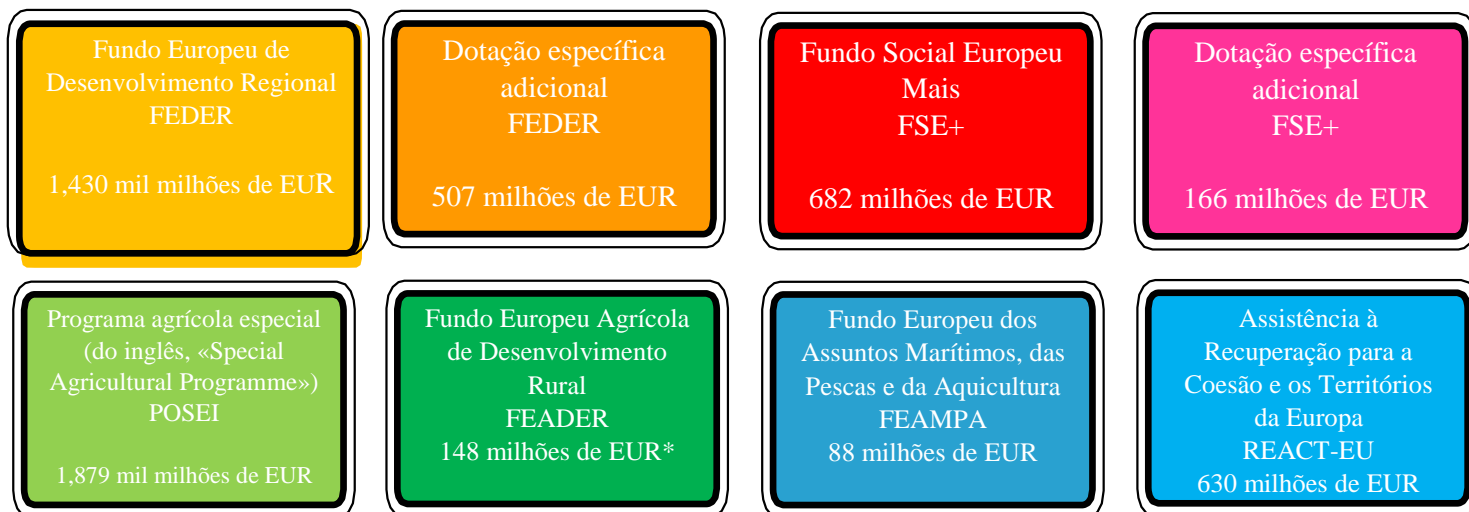 Fundo Europeu de
Desenvolvimento Regional
FEDER
1,430 mil milhões de EUR
Dotação específica
adicional
FEDER
507 milhões de EUR
Fundo Social Europeu
Mais
FSE+
682 milhões de EUR
Dotação específica
adicional
FSE+
166 milhões de EUR
Programa agrícola especial
(do inglês, «Special
Agricultural Programme»)
POSEI
1,879 mil milhões de EUR
Fundo Europeu Agrícola
de Desenvolvimento
Rural
FEADER
148 milhões de EUR*
Fundo Europeu dos
Assuntos Marítimos, das
Pescas e da Aquicultura
FEAMPA
88 milhões de EUR
Assistência à
Recuperação para a
Coesão e os Territórios
da Europa
REACT-EU
630 milhões de EUR